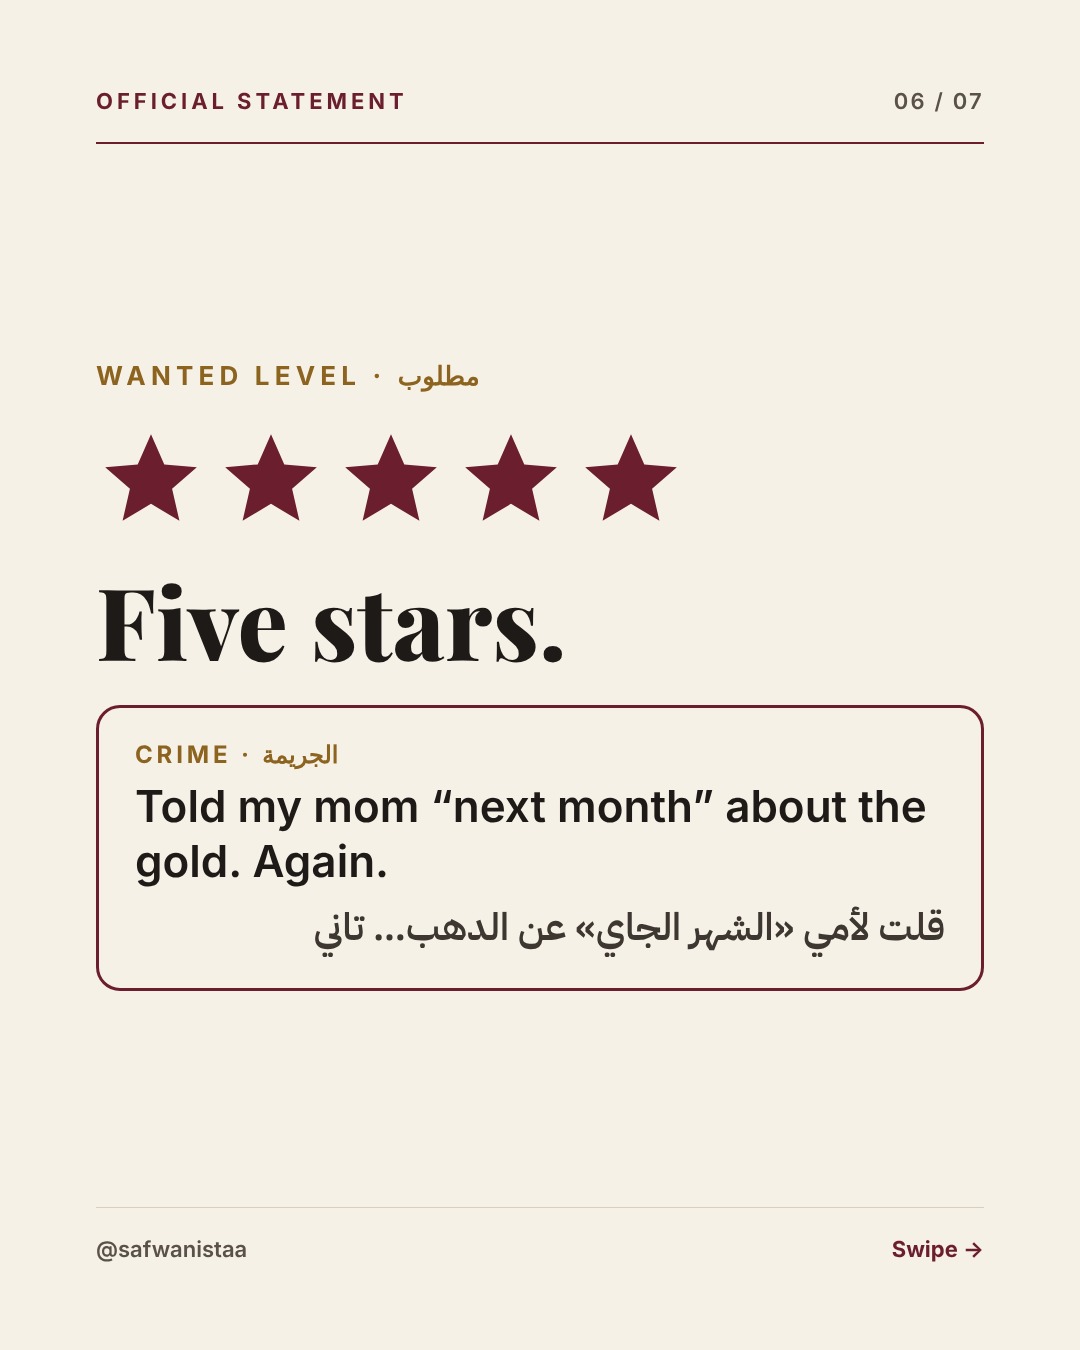 OFFICIAL STATEMENT
06 / 07
WANTED LEVEL · مطلوب
Five stars.
CRIME · الجريمة
Told my mom “next month” about the
gold. Again.
قلت لأمي «الشهر الجاي» عن الدهب... تاني
@safwanistaa
Swipe →